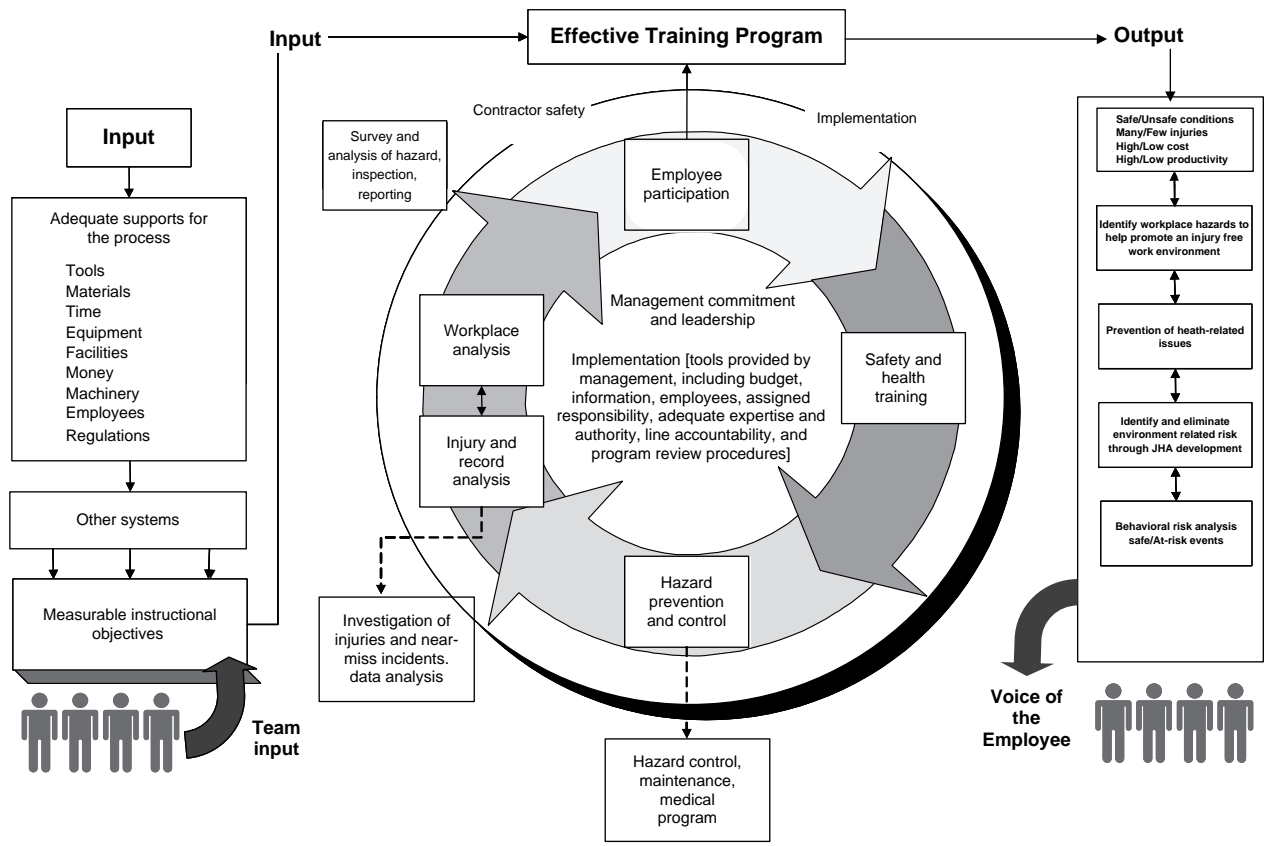 Input
Effective Training Program
Output
Input
Adequate supports for
the process
Tools
Materials
Time
Equipment
Facilities
Money
Machinery
Employees
Regulations
Other systems
Measurable instructional
objectives
Team
input
Contractor safety
Implementation
Survey and
analysis of hazard,
inspection,
reporting
Employee
participation
Workplace
analysis
Injury and
record
analysis
Management commitment
and leadership
Implementation [tools provided by
management, including budget,
information, employees, assigned
responsibility, adequate expertise and
authority, line accountability, and
program review procedures]
Safety and
health
training
Hazard
prevention
and control
Investigation of
injuries and near-
miss incidents.
data analysis
Hazard control,
maintenance,
medical
program
Safe/Unsafe conditions
Many/Few injuries
High/Low cost
High/Low productivity
Identify workplace hazards to
help promote an injury free
work environment
Prevention of heath-related
issues
Identify and eliminate
environment related risk
through JHA development
Behavioral risk analysis
safe/At-risk events
Voice of
the
Employee